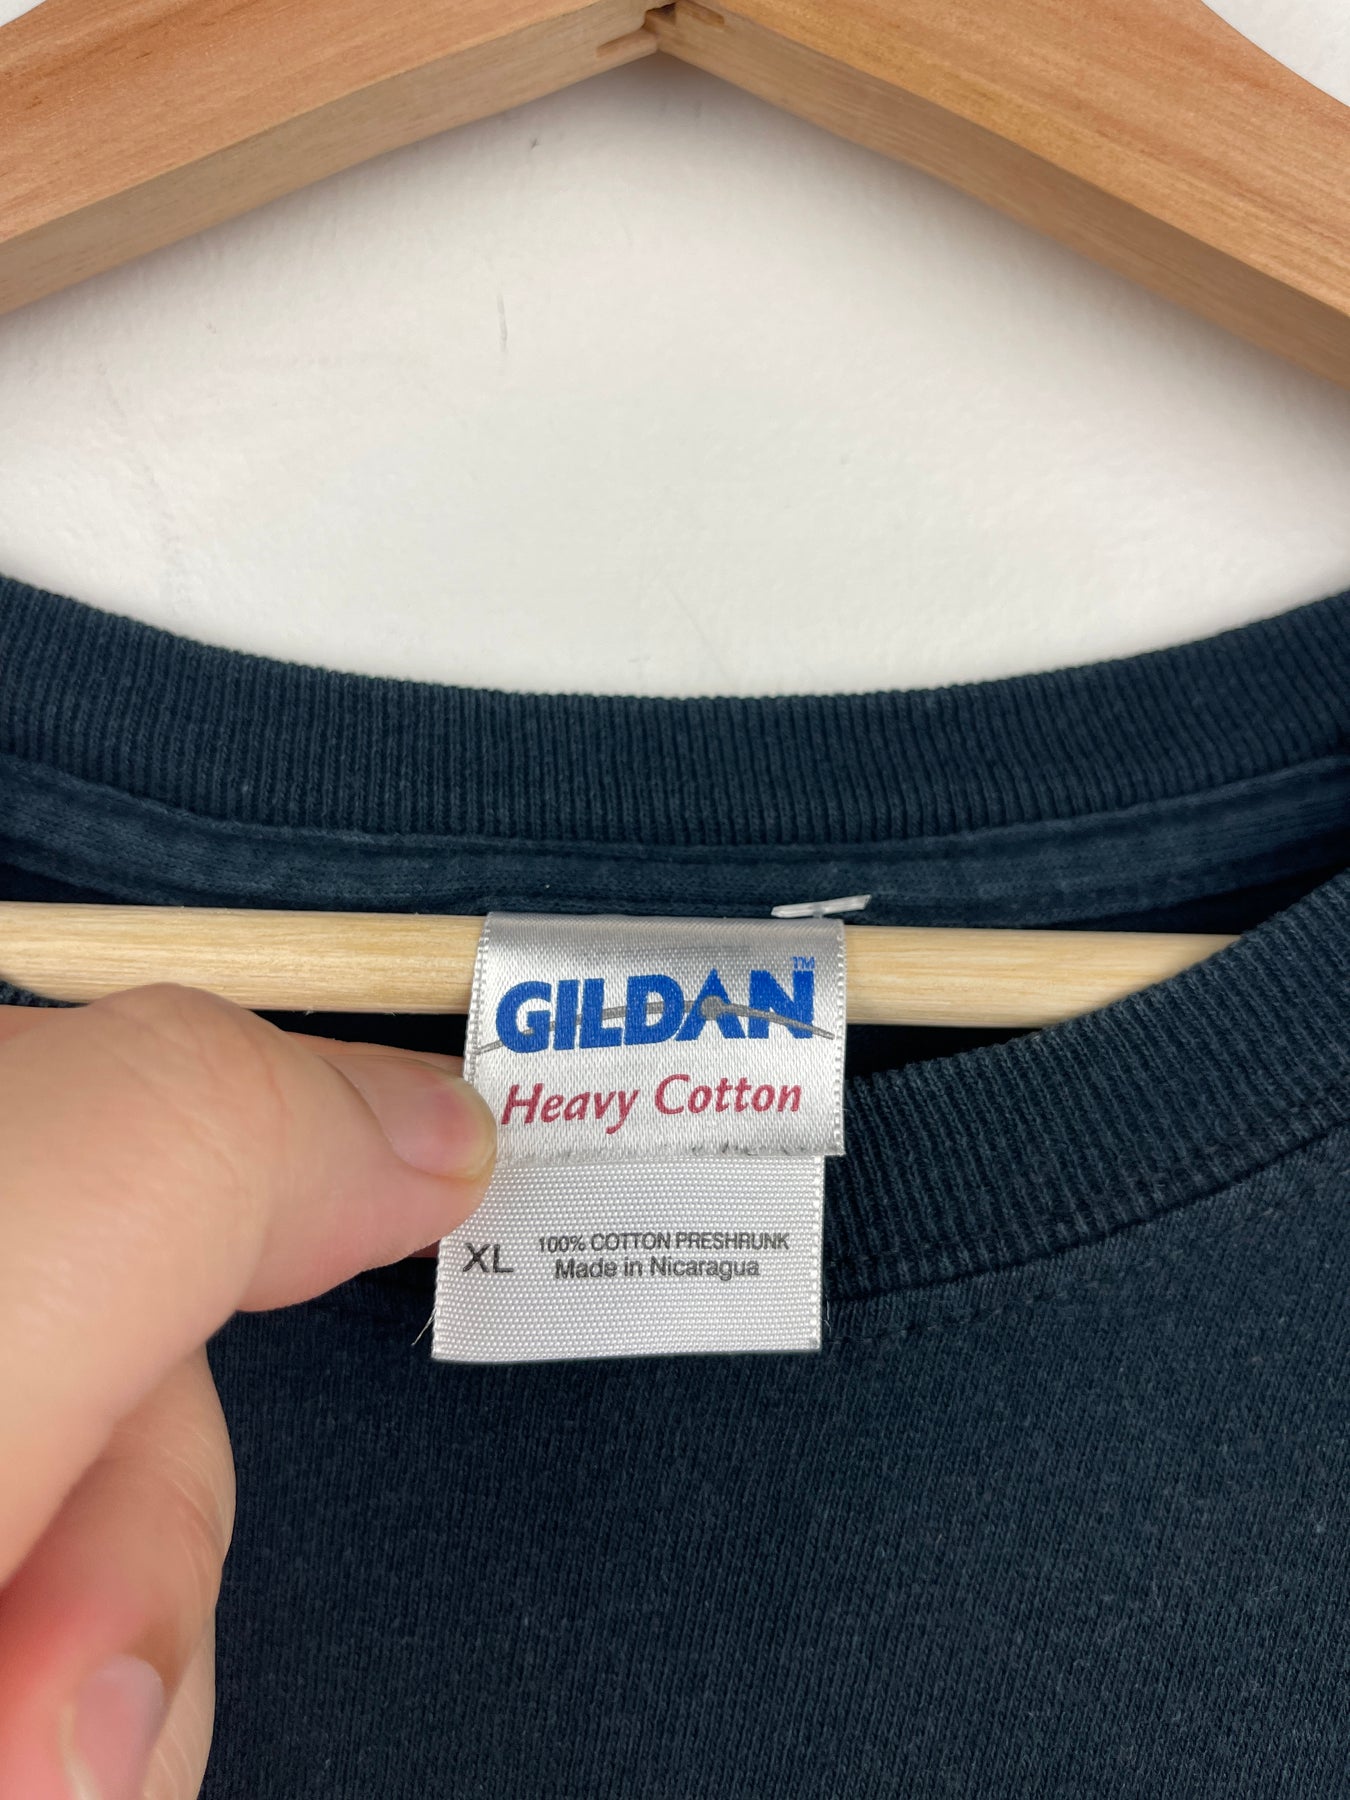 GILDAN™
Heavy Cotton
XL 100% COTTON PRESHRUNK
Made in Nicaragua